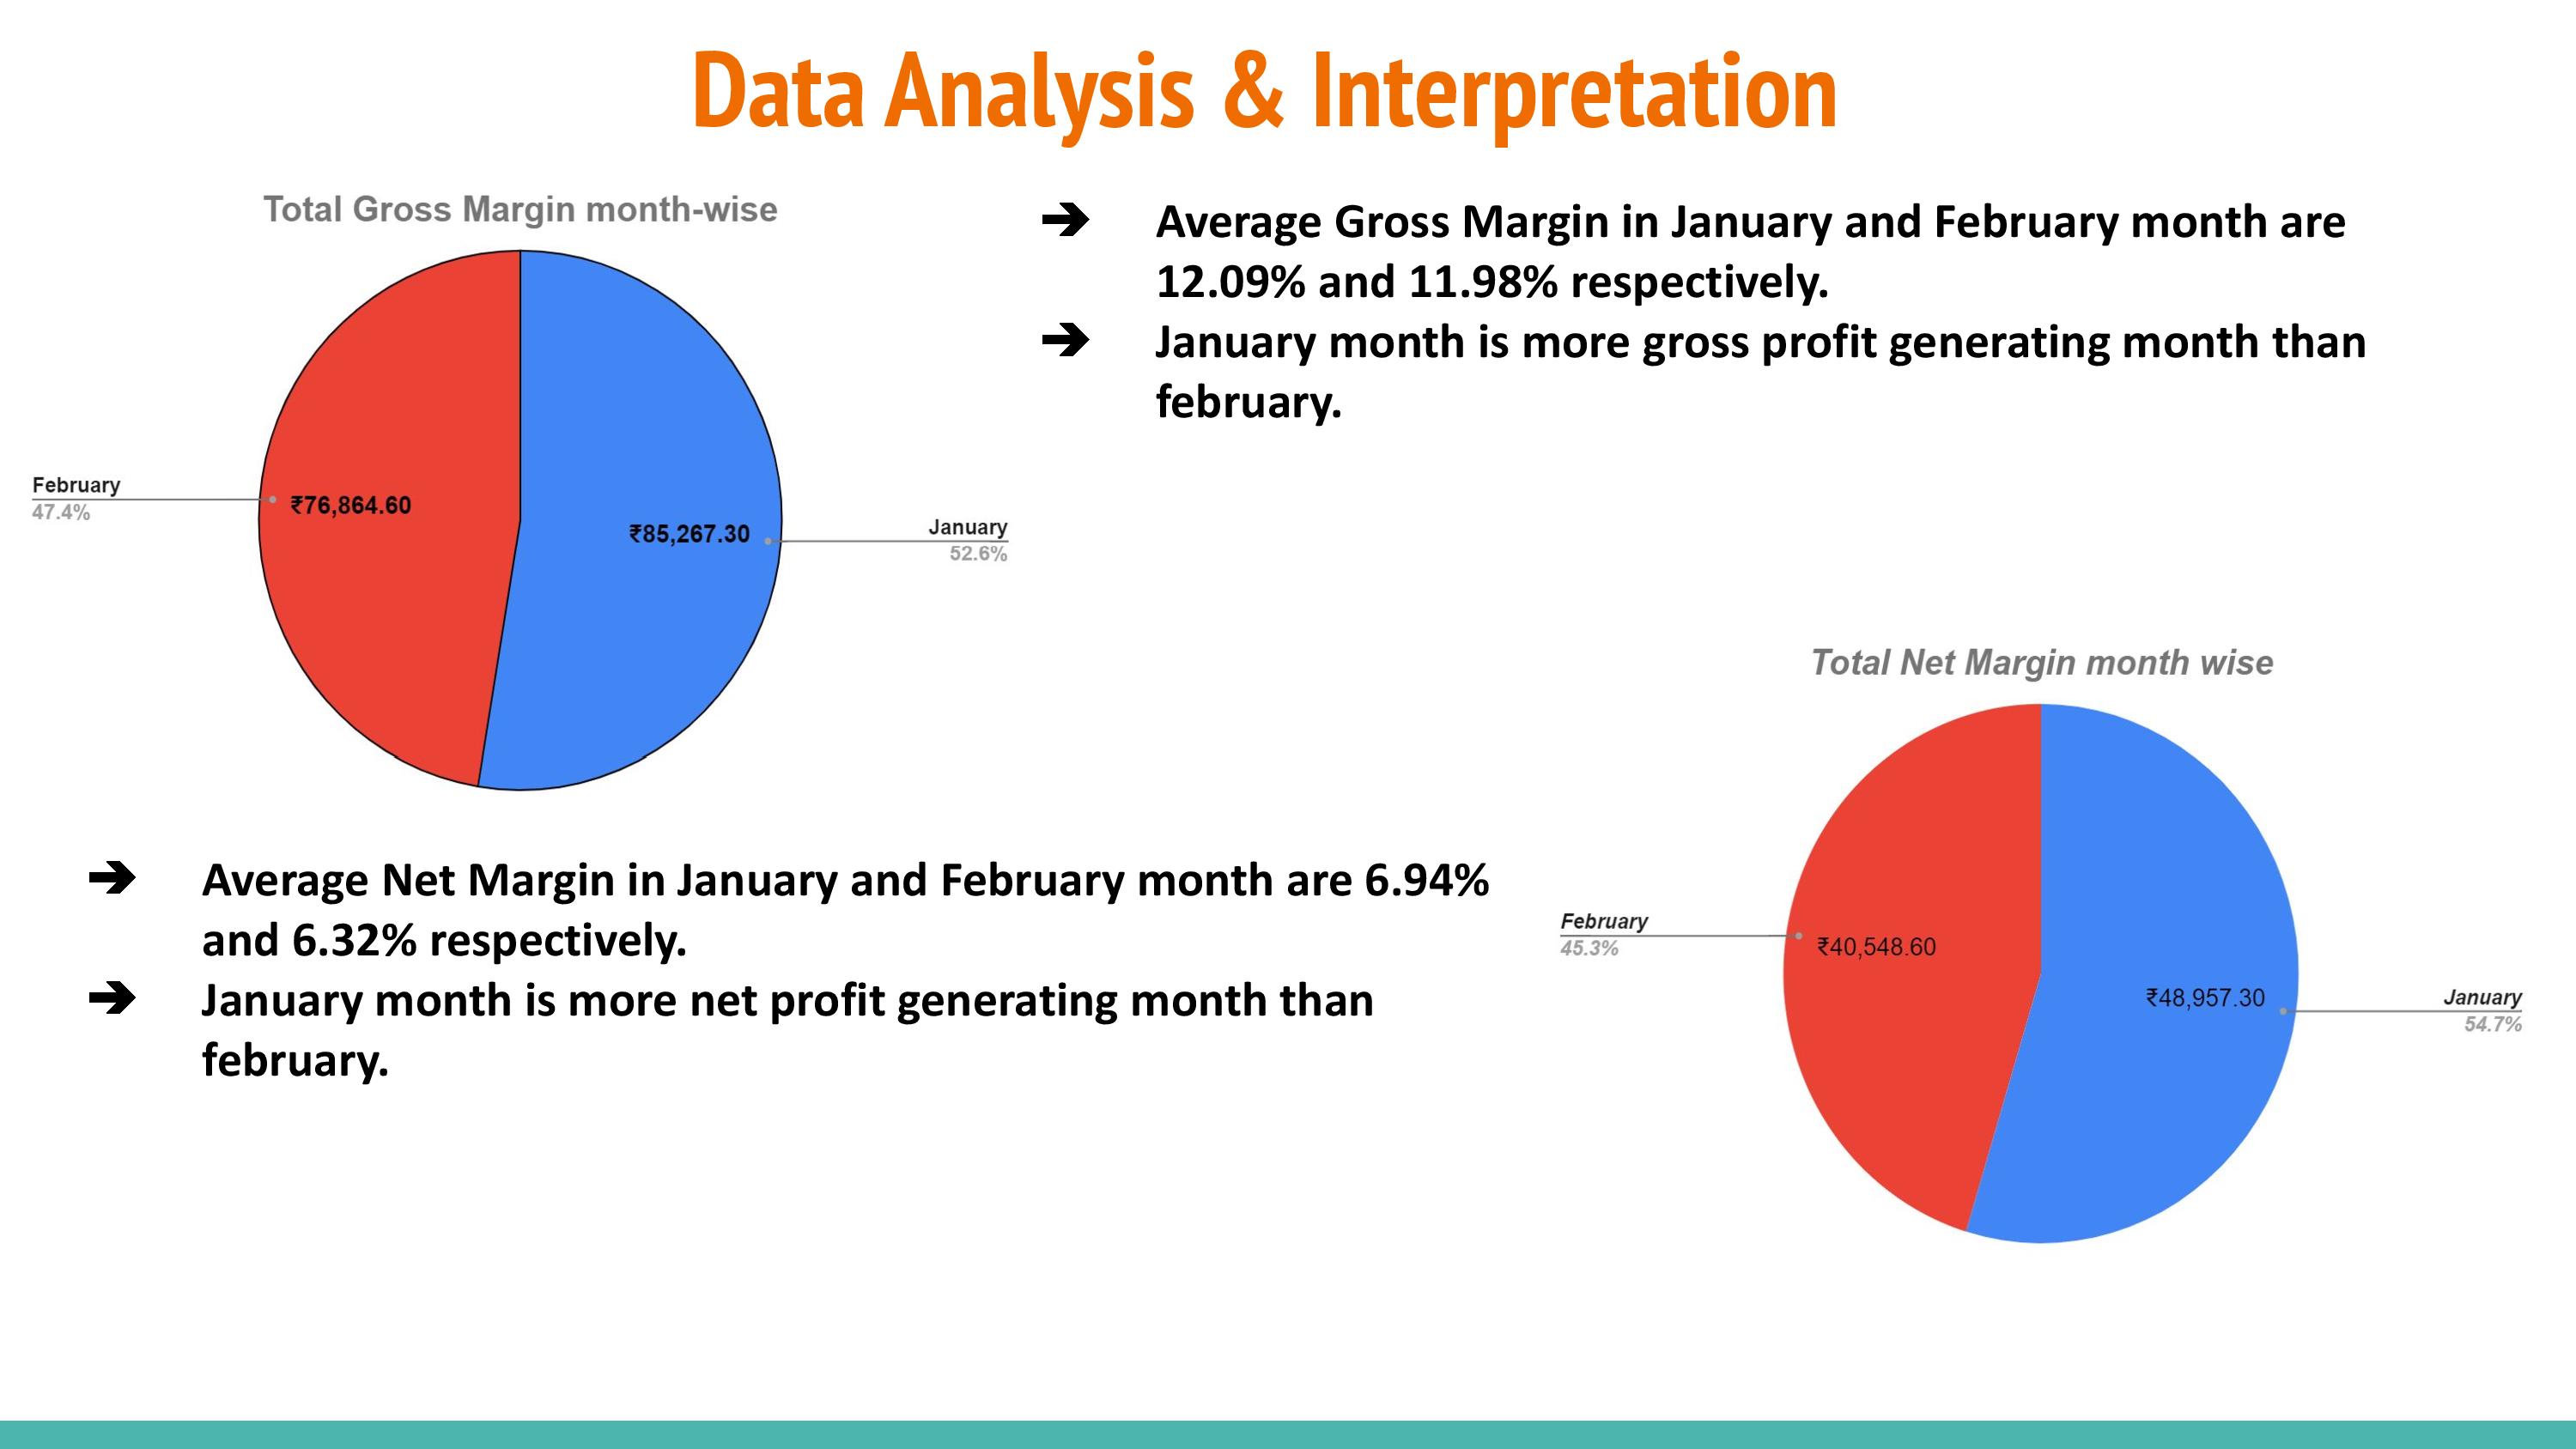 Data Analysis & Interpretation
Total Gross Margin month-wise
February
47.4%
₹76,864.60
₹85,267.30
January
52.6%
➔ Average Gross Margin in January and February month are
12.09% and 11.98% respectively.
➔ January month is more gross profit generating month than
february.
➔ Average Net Margin in January and February month are 6.94%
and 6.32% respectively.
➔ January month is more net profit generating month than
february.
Total Net Margin month wise
February
45.3%
₹40,548.60
₹48,957.30
January
54.7%